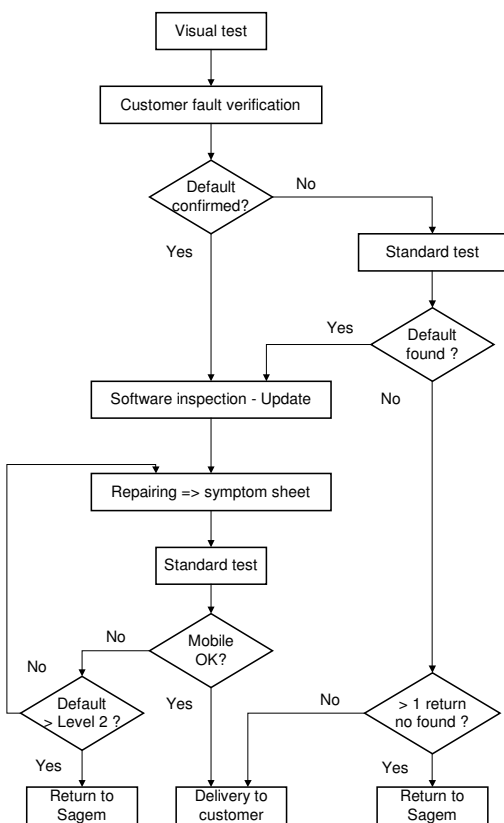 Visual test
Customer fault verification
Default
confirmed?
No
Yes
Standard test
Yes
Default
found ?
No
Software inspection - Update
Repairing => symptom sheet
Standard test
No
Mobile
OK?
No
Yes
Default
> Level 2 ?
No
> 1 return
no found ?
Yes
Yes
Return to
Sagem
Delivery to
customer
Return to
Sagem